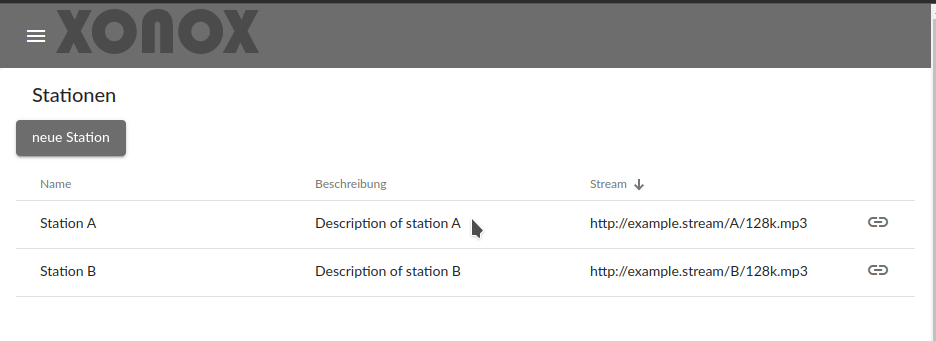 XONOX
Stationen
neue Station
Name Beschreibung Stream
Station A Description of station A http://example.stream/A/128k.mp3
Station B Description of station B http://example.stream/B/128k.mp3